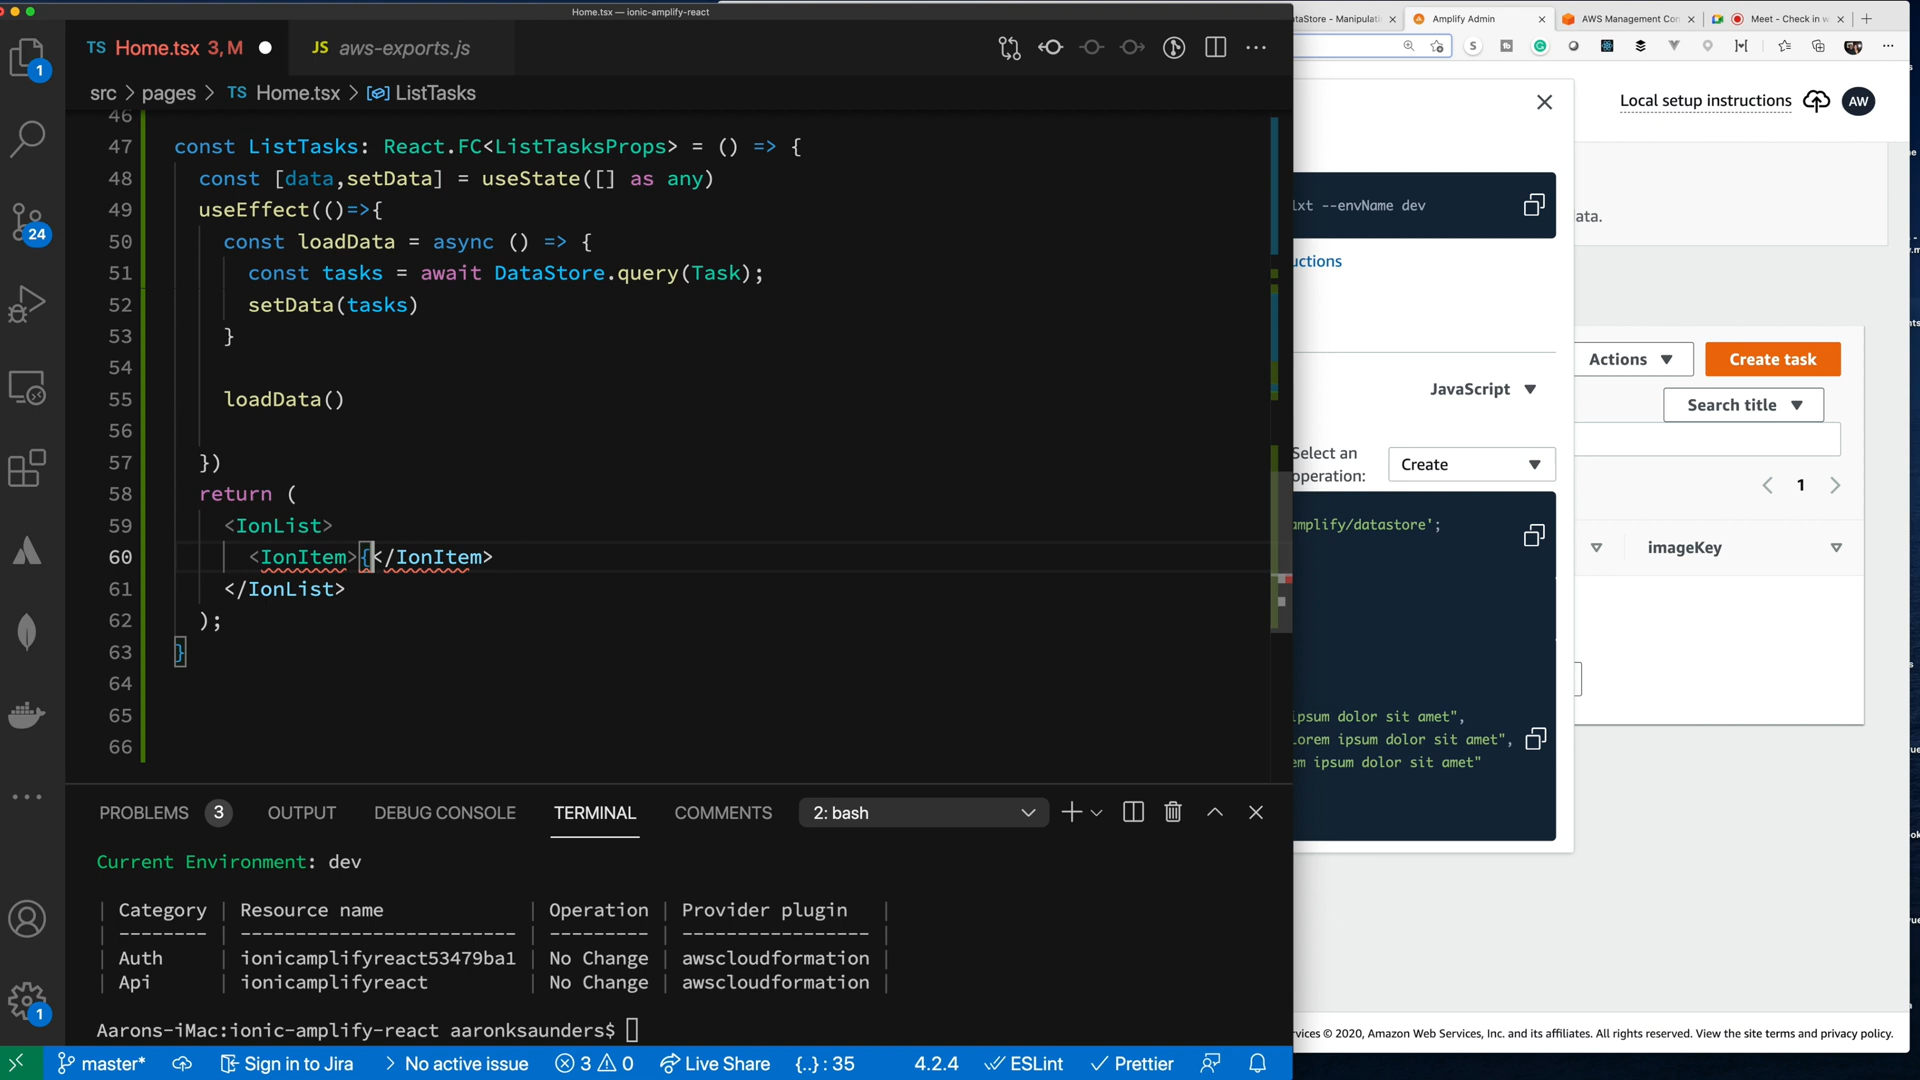 Home.tsx — ionic-amplify-react
TS Home.tsx 3, M
JS aws-exports.js
src > pages > TS Home.tsx > ListTasks
46
47 const ListTasks: React.FC<ListTasksProps> = () => {
48 const [data,setData] = useState([] as any)
49 useEffect(()=>{
50 const loadData = async () => {
51 const tasks = await DataStore.query(Task);
52 setData(tasks)
53 }
54
55 loadData()
56
57 })
58 return (
59 <IonList>
60 <IonItem>{</IonItem>
61 </IonList>
62 );
63 }
64
65
66
1
24
1
PROBLEMS 3 OUTPUT DEBUG CONSOLE TERMINAL COMMENTS 2: bash
Current Environment: dev
| Category | Resource name | Operation | Provider plugin |
| -------- | ----------------------- | --------- | ----------------- |
| Auth | ionicamplifyreact53479ba1 | No Change | awscloudformation |
| Api | ionicamplifyreact | No Change | awscloudformation |
Aarons-iMac:ionic-amplify-react aaronksaunders$
master* Sign in to Jira No active issue 3 0 Live Share {..} : 35 4.2.4 ESLint Prettier
taStore - Manipulati
Amplify Admin
AWS Management Con
Meet - Check in w
Local setup instructions AW
lxt --envName dev
ata.
uctions
Actions
Create task
JavaScript
Search title
Select an
operation:
Create
1
amplify/datastore';
imageKey
ipsum dolor sit amet",
Lorem ipsum dolor sit amet",
em ipsum dolor sit amet"
rvices © 2020, Amazon Web Services, Inc. and its affiliates. All rights reserved. View the site terms and privacy policy.